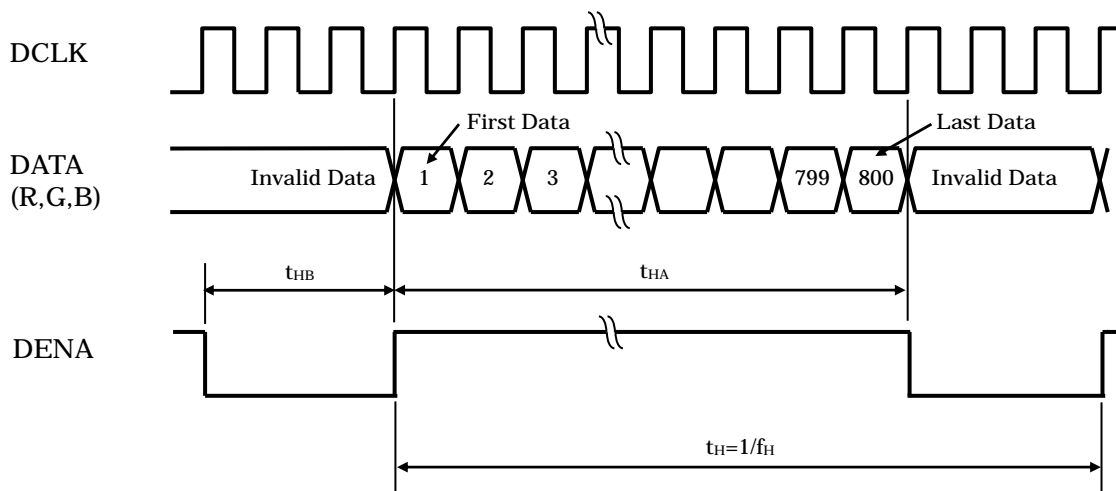 DCLK
First Data
Last Data
DATA
(R,G,B)
Invalid Data
1
2
3
799
800
Invalid Data
tHB
tHA
DENA
tH=1/fH